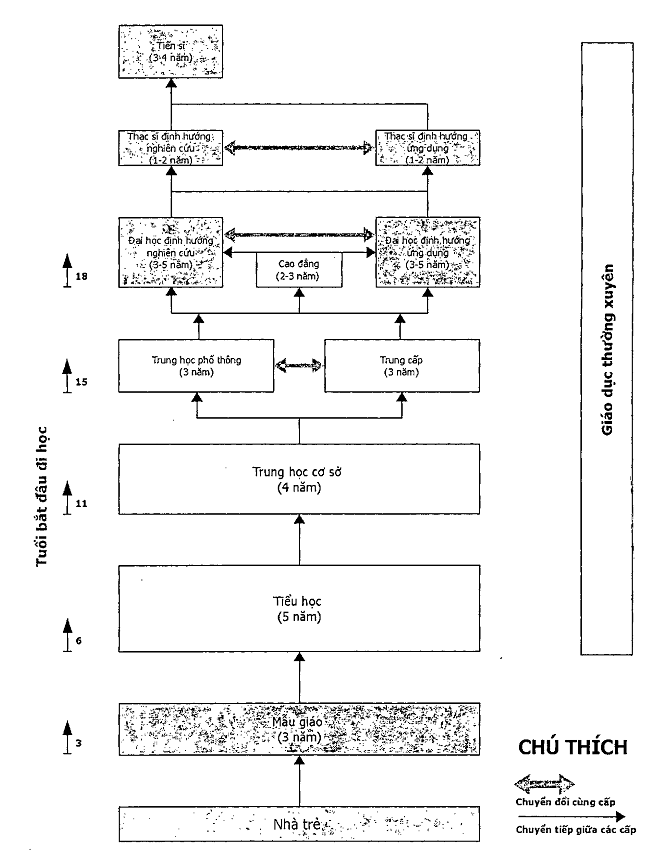 Tiến sĩ
(3-4 năm)
Thạc sĩ định hướng
nghiên cứu
(1-2 năm)
Thạc sĩ định hướng
ứng dụng
(1-2 năm)
Đại học định hướng
nghiên cứu
(3-5 năm)
Cao đẳng
(2-3 năm)
Đại học định hướng
ứng dụng
(3-5 năm)
18
Trung học phổ thông
(3 năm)
Trung cấp
(3 năm)
15
Trung học cơ sở
(4 năm)
11
Tiểu học
(5 năm)
6
Mẫu giáo
(3 năm)
3
Nhà trẻ
Tuổi bắt đầu đi học
Giáo dục thường xuyên
CHÚ THÍCH
Chuyển đổi cùng cấp
Chuyển tiếp giữa các cấp